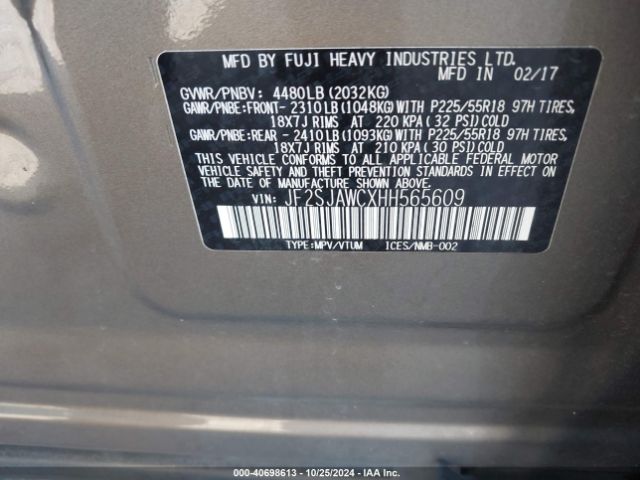 MFD BY FUJI HEAVY INDUSTRIES LTD.
MFD IN 02/17
GVWR/PNBV: 4480LB (2032KG)
GAWR/PNBE:FRONT- 2310LB (1048KG) WITH P225/55R18 97H TIRES,
18X7J RIMS AT 220 KPA ( 32 PSI) COLD
GAWR/PNBE:REAR - 2410LB (1093KG) WITH P225/55R18 97H TIRES,
18X7J RIMS AT 210 KPA ( 30 PSI) COLD
THIS VEHICLE CONFORMS TO ALL APPLICABLE FEDERAL MOTOR
VEHICLE SAFETY, BUMPER, AND THEFT PREVENTION STANDARDS
IN EFFECT ON THE DATE OF MANUFACTURE SHOWN ABOVE.
VIN: JF2SJAWCXHH565609
TYPE:MPV/VTUM ICES/NMB-002
000-40698613 - 10/25/2024 - IAA Inc.